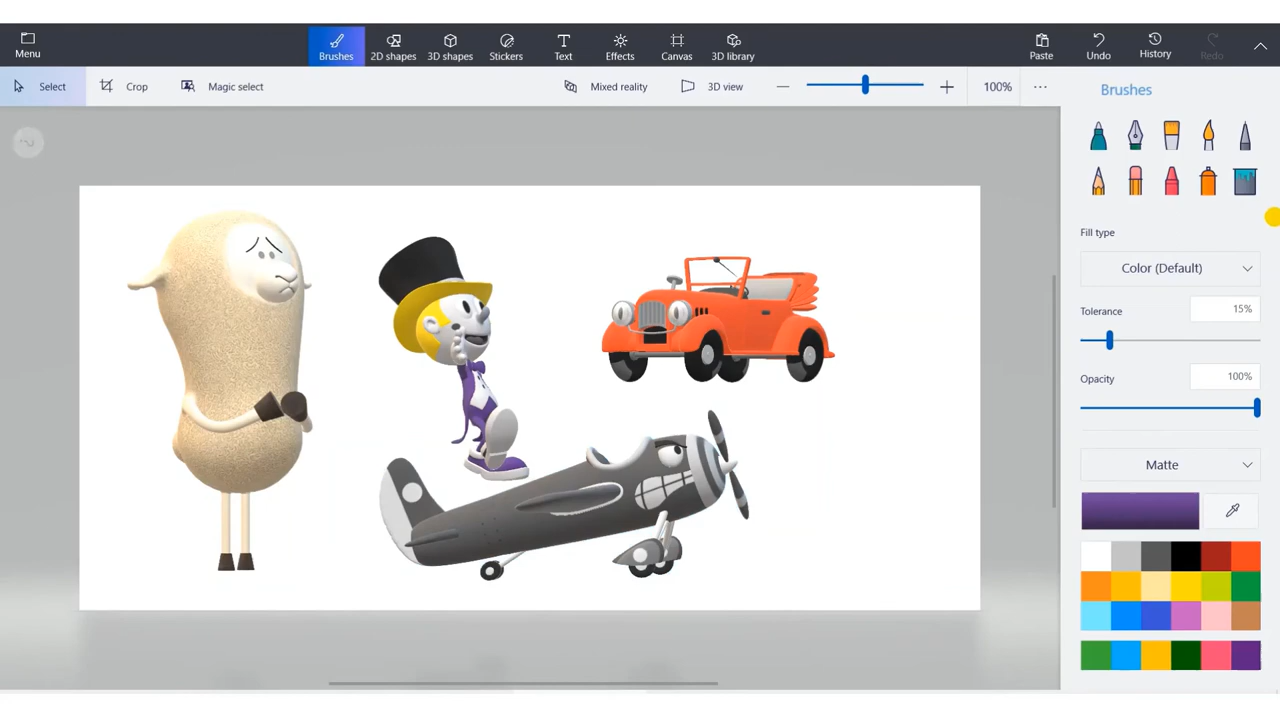 Menu
Brushes 2D shapes 3D shapes Stickers Text Effects Canvas 3D library
Paste Undo History Redo
Select Crop Magic select Mixed reality 3D view 100%
Brushes
Fill type
Color (Default)
Tolerance 15%
Opacity 100%
Matte